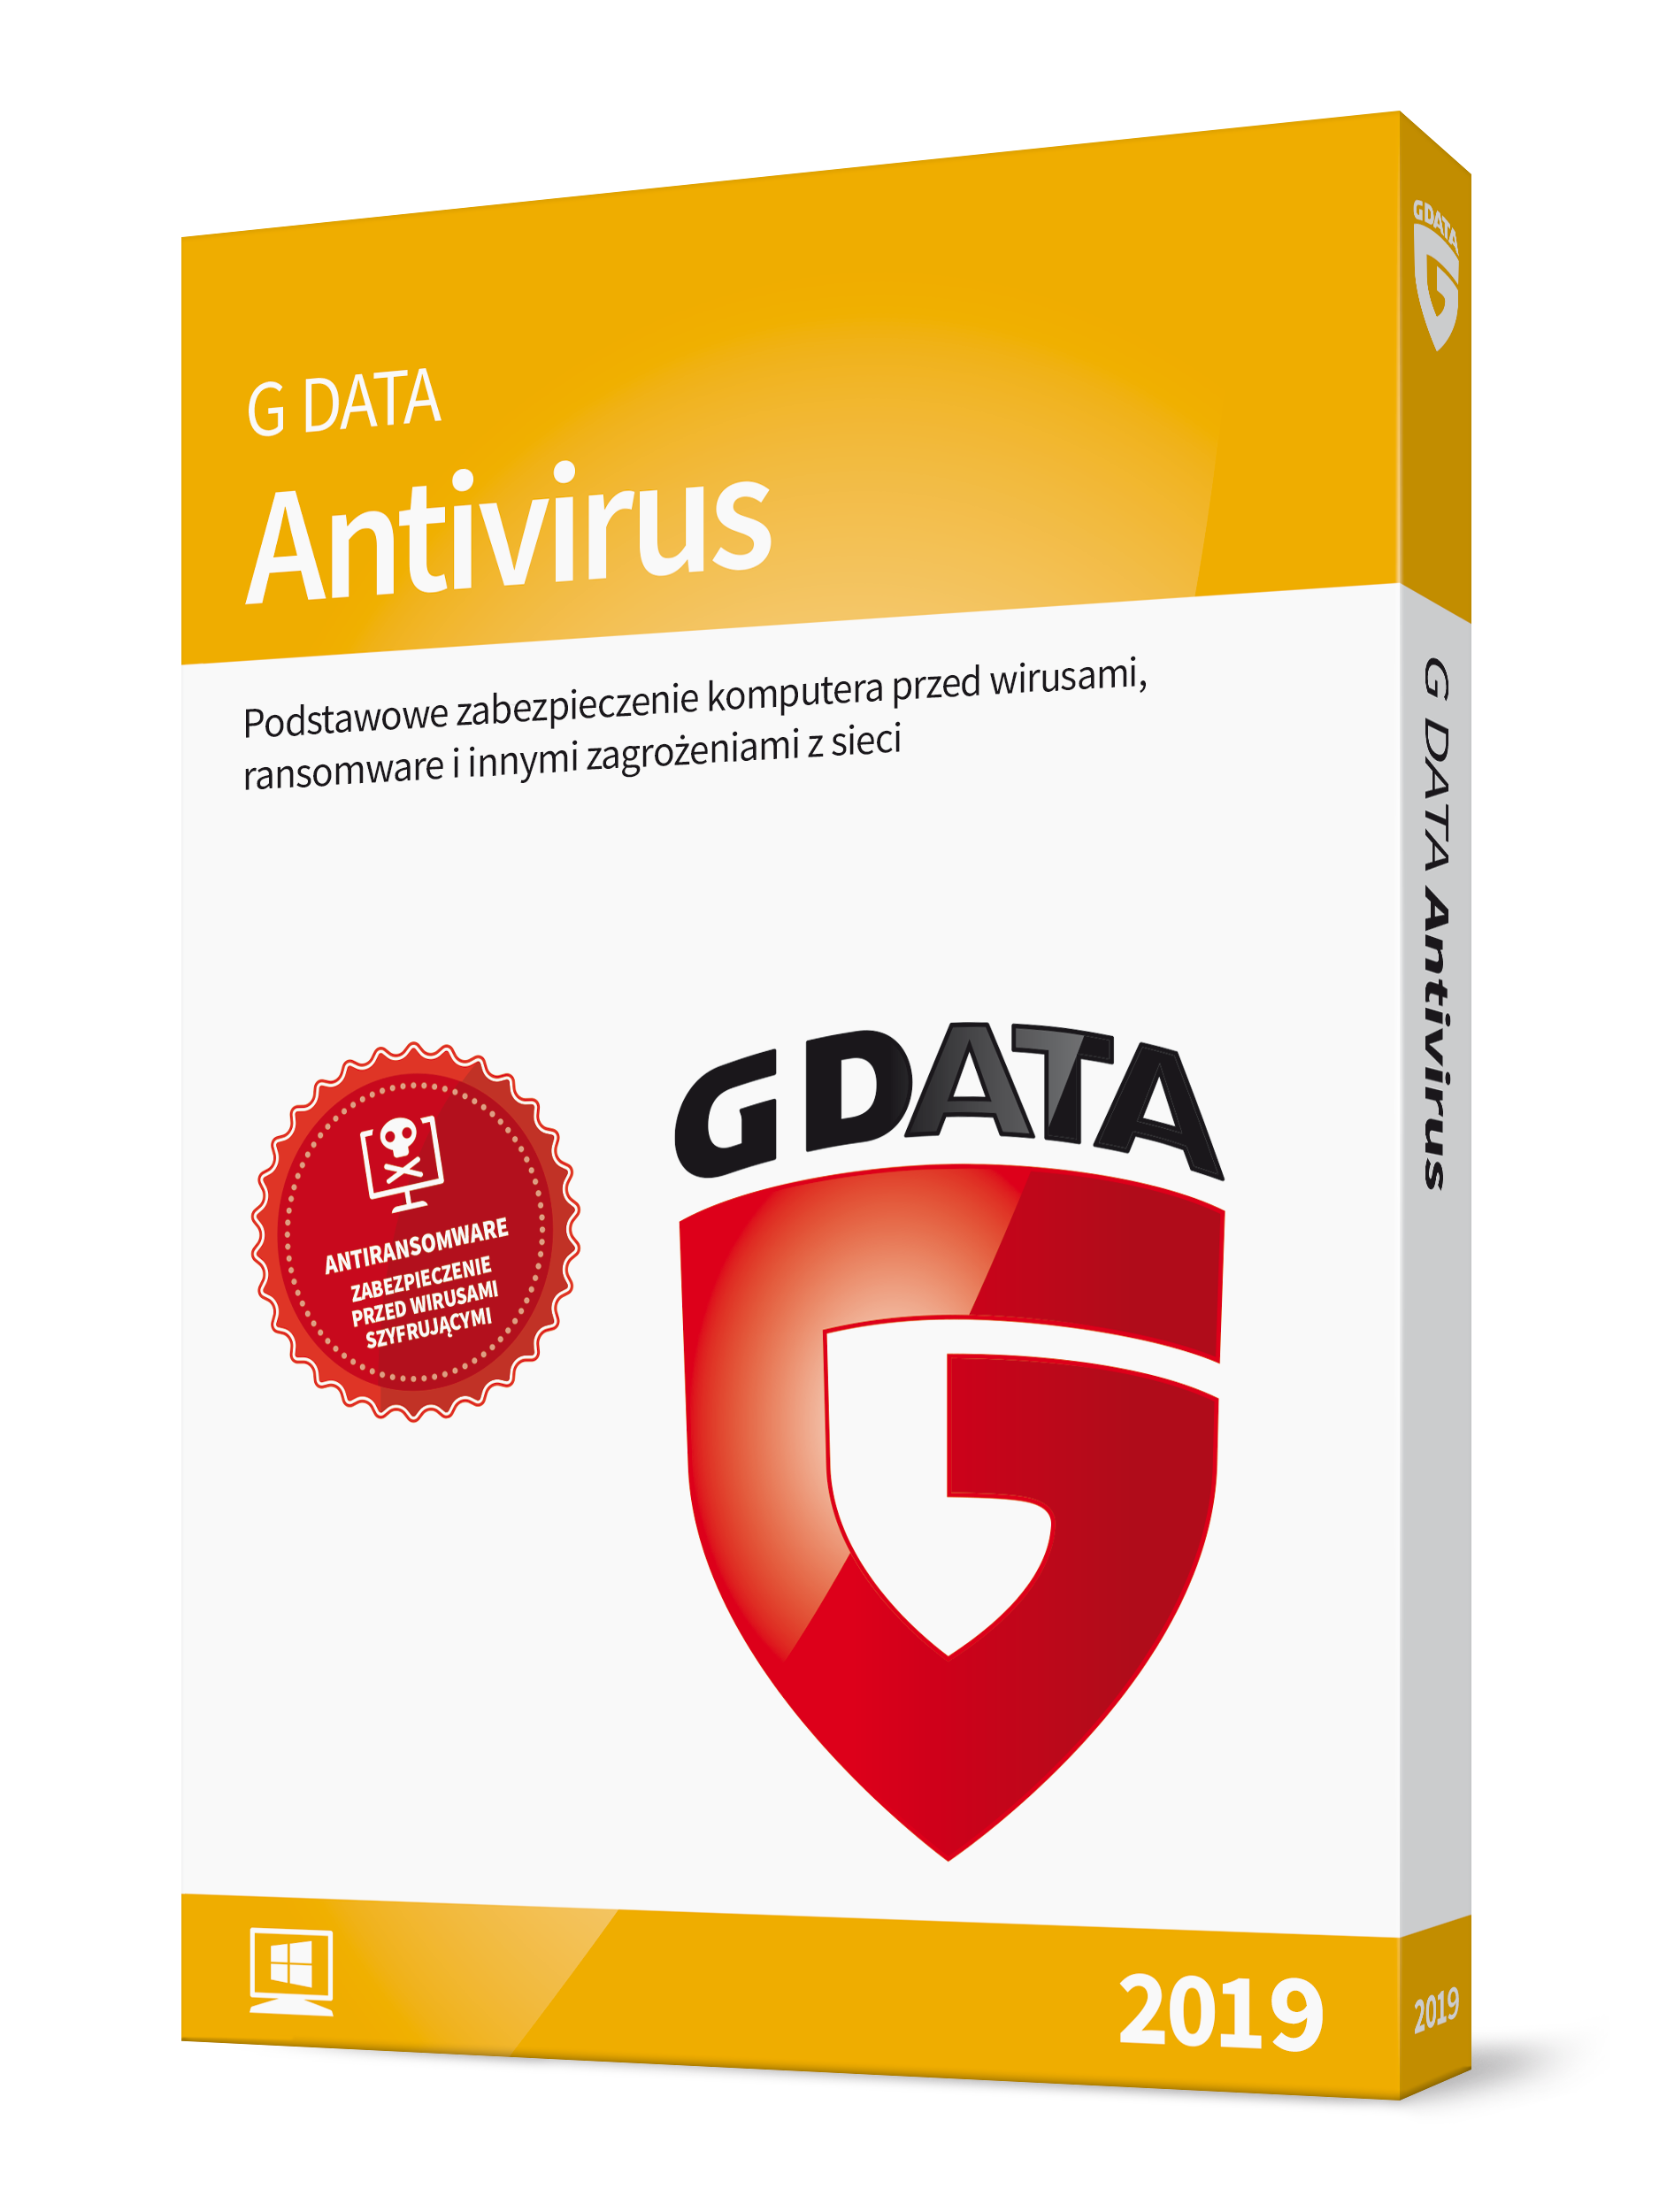 G DATA
Antivirus
Podstawowe zabezpieczenie komputera przed wirusami,
ransomware i innymi zagrożeniami z sieci
ANTIRANSOMWARE
ZABEZPIECZENIE
PRZED WIRUSAMI
SZYFRUJĄCYMI
G DATA
2019
G DATA
G DATA Antivirus
2019